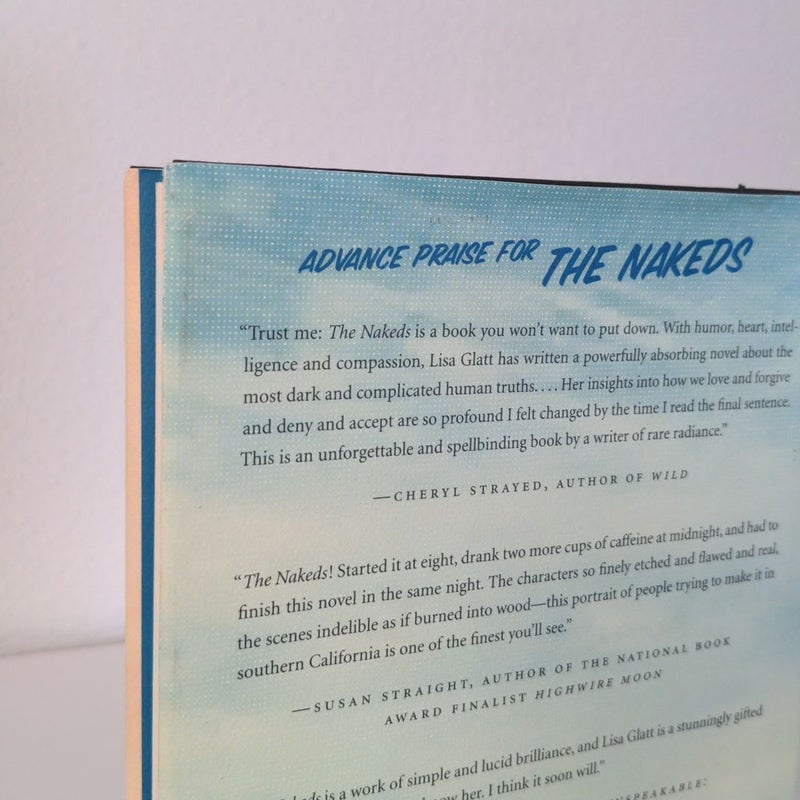 ADVANCE PRAISE FOR THE NAKEDS
“Trust me: The Nakeds is a book you won’t want to put down. With humor, heart, intel-
ligence and compassion, Lisa Glatt has written a powerfully absorbing novel about the
most dark and complicated human truths.... Her insights into how we love and forgive
and deny and accept are so profound I felt changed by the time I read the final sentence.
This is an unforgettable and spellbinding book by a writer of rare radiance.”
—CHERYL STRAYED, AUTHOR OF WILD
“The Nakeds! Started it at eight, drank two more cups of caffeine at midnight, and had to
finish this novel in the same night. The characters so finely etched and flawed and real,
the scenes indelible as if burned into wood—this portrait of people trying to make it in
southern California is one of the finest you’ll see.”
—SUSAN STRAIGHT, AUTHOR OF THE NATIONAL BOOK
AWARD FINALIST HIGHWIRE MOON
is a work of simple and lucid brilliance, and Lisa Glatt is a stunningly gifted
her. I think it soon will.”